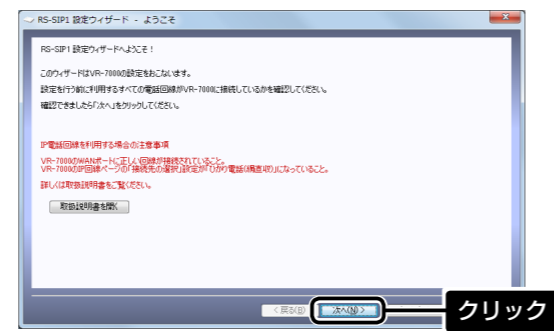 RS-SIP1 設定ウィザード - ようこそ
RS-SIP1 設定ウィザードへようこそ！
このウィザードはVR-7000の設定をおこないます。
設定を行う前に利用するすべての電話回線がVR-7000に接続しているかを確認してください。
確認できましたら「次へ」をクリックしてください。
IP電話回線を利用する場合の注意事項
VR-7000のWANポートに正しい回線が接続されていること。
VR-7000のIP回線ページの「接続先の選択」設定が「ひかり電話(構直収)」になっていること。
詳しくは取扱説明書をご覧ください。
取扱説明書を開く
< 戻る(B)
次へ(N) >
クリック